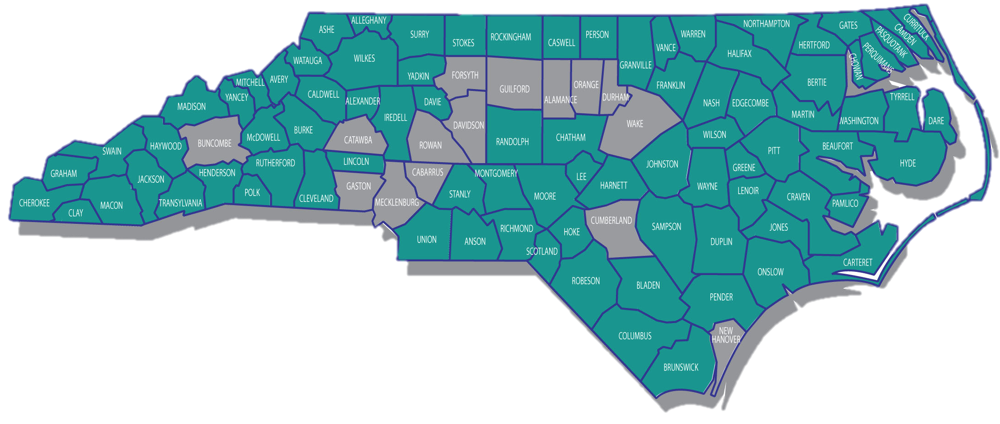 ALLEGHANY
ASHE
SURRY
STOKES
ROCKINGHAM
CASWELL
PERSON
VANCE
WARREN
NORTHAMPTON
GATES
CURRITUCK
CAMDEN
PASQUOTANK
PERQUIMANS
CHOWAN
HERTFORD
HALIFAX
GRANVILLE
WATAUGA
WILKES
YADKIN
FORSYTH
GUILFORD
ALAMANCE
ORANGE
DURHAM
FRANKLIN
NASH
EDGECOMBE
BERTIE
MARTIN
WASHINGTON
TYRRELL
DARE
MITCHELL
AVERY
YANCEY
CALDWELL
ALEXANDER
DAVIE
IREDELL
MADISON
DAVIDSON
RANDOLPH
CHATHAM
WAKE
WILSON
PITT
BEAUFORT
HYDE
BUNCOMBE
McDOWELL
BURKE
CATAWBA
ROWAN
HAYWOOD
SWAIN
RUTHERFORD
LINCOLN
CABARRUS
MONTGOMERY
LEE
JOHNSTON
GREENE
GRAHAM
JACKSON
HENDERSON
POLK
GASTON
STANLY
MOORE
HARNETT
WAYNE
LENOIR
CRAVEN
PAMLICO
CHEROKEE
CLAY
MACON
TRANSYLVANIA
CLEVELAND
MECKLENBURG
UNION
ANSON
RICHMOND
SCOTLAND
HOKE
CUMBERLAND
SAMPSON
DUPLIN
JONES
CARTERET
ONSLOW
ROBESON
BLADEN
PENDER
COLUMBUS
NEW
HANOVER
BRUNSWICK